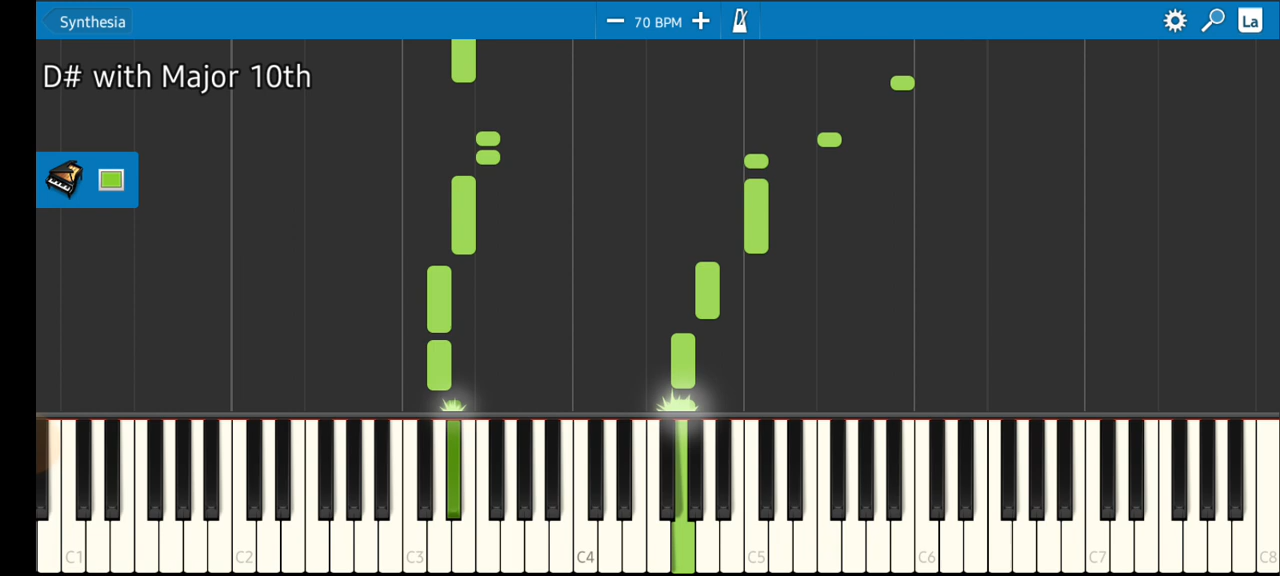 Synthesia
70 BPM
La
D# with Major 10th
C1
C2
C3
C4
C5
C6
C7
C8